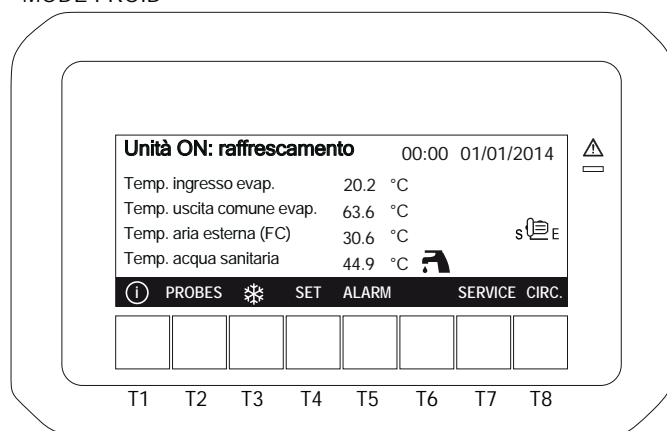 Unità ON: raffrescamento 00:00 01/01/2014
Temp. ingresso evap. 20.2 °C
Temp. uscita comune evap. 63.6 °C
Temp. aria esterna (FC) 30.6 °C
S E
Temp. acqua sanitaria 44.9 °C
i PROBES SET ALARM SERVICE CIRC.
T1 T2 T3 T4 T5 T6 T7 T8